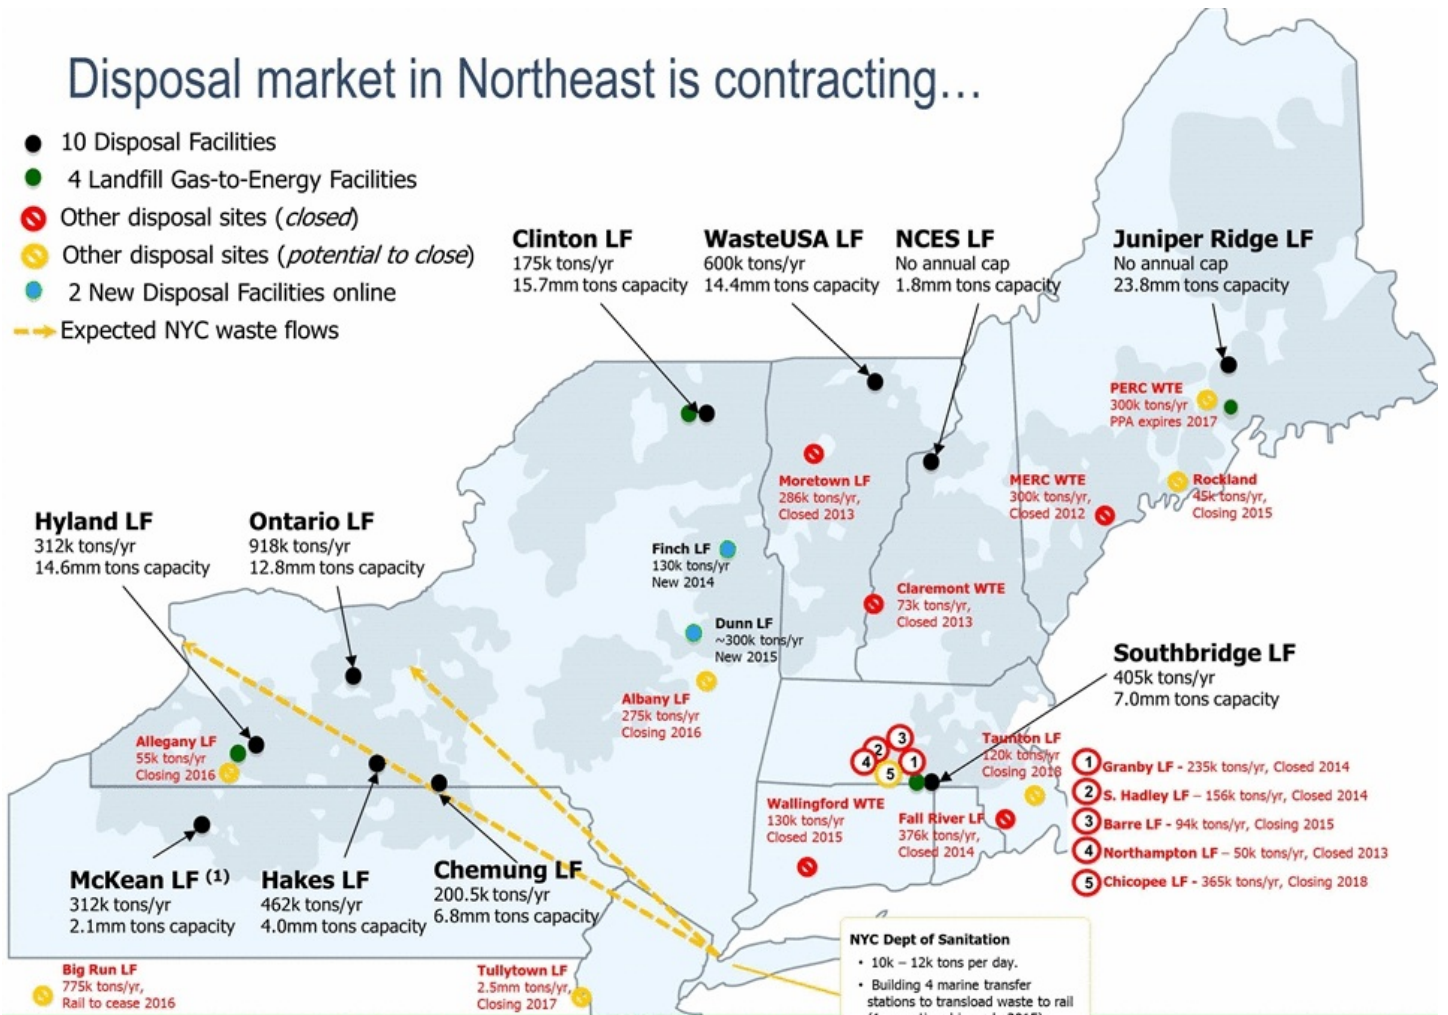 Disposal market in Northeast is contracting…
10 Disposal Facilities
4 Landfill Gas-to-Energy Facilities
Other disposal sites (closed)
Other disposal sites (potential to close)
2 New Disposal Facilities online
Expected NYC waste flows
Clinton LF
175k tons/yr
15.7mm tons capacity
WasteUSA LF
600k tons/yr
14.4mm tons capacity
NCES LF
No annual cap
1.8mm tons capacity
Juniper Ridge LF
No annual cap
23.8mm tons capacity
PERC WTE
300k tons/yr
PPA expires 2017
Moretown LF
286k tons/yr,
Closed 2013
MERC WTE
300k tons/yr,
Closed 2012
Rockland
45k tons/yr,
Closing 2015
Hyland LF
312k tons/yr
14.6mm tons capacity
Ontario LF
918k tons/yr
12.8mm tons capacity
Finch LF
130k tons/yr
New 2014
Claremont WTE
73k tons/yr,
Closed 2013
Dunn LF
~300k tons/yr
New 2015
Albany LF
275k tons/yr
Closing 2016
Southbridge LF
405k tons/yr
7.0mm tons capacity
Allegany LF
55k tons/yr
Closing 2016
3
2
4
1
5
Taunton LF
120k tons/yr
Closing 2018
Wallingford WTE
130k tons/yr
Closed 2015
Fall River LF
376k tons/yr,
Closed 2014
1 Granby LF - 235k tons/yr, Closed 2014
2 S. Hadley LF – 156k tons/yr, Closed 2014
3 Barre LF - 94k tons/yr, Closing 2015
4 Northampton LF – 50k tons/yr, Closed 2013
5 Chicopee LF - 365k tons/yr, Closing 2018
McKean LF (1)
312k tons/yr
2.1mm tons capacity
Hakes LF
462k tons/yr
4.0mm tons capacity
Chemung LF
200.5k tons/yr
6.8mm tons capacity
Big Run LF
775k tons/yr,
Rail to cease 2016
Tullytown LF
2.5mm tons/yr,
Closing 2017
NYC Dept of Sanitation
• 10k – 12k tons per day.
• Building 4 marine transfer
stations to transload waste to rail